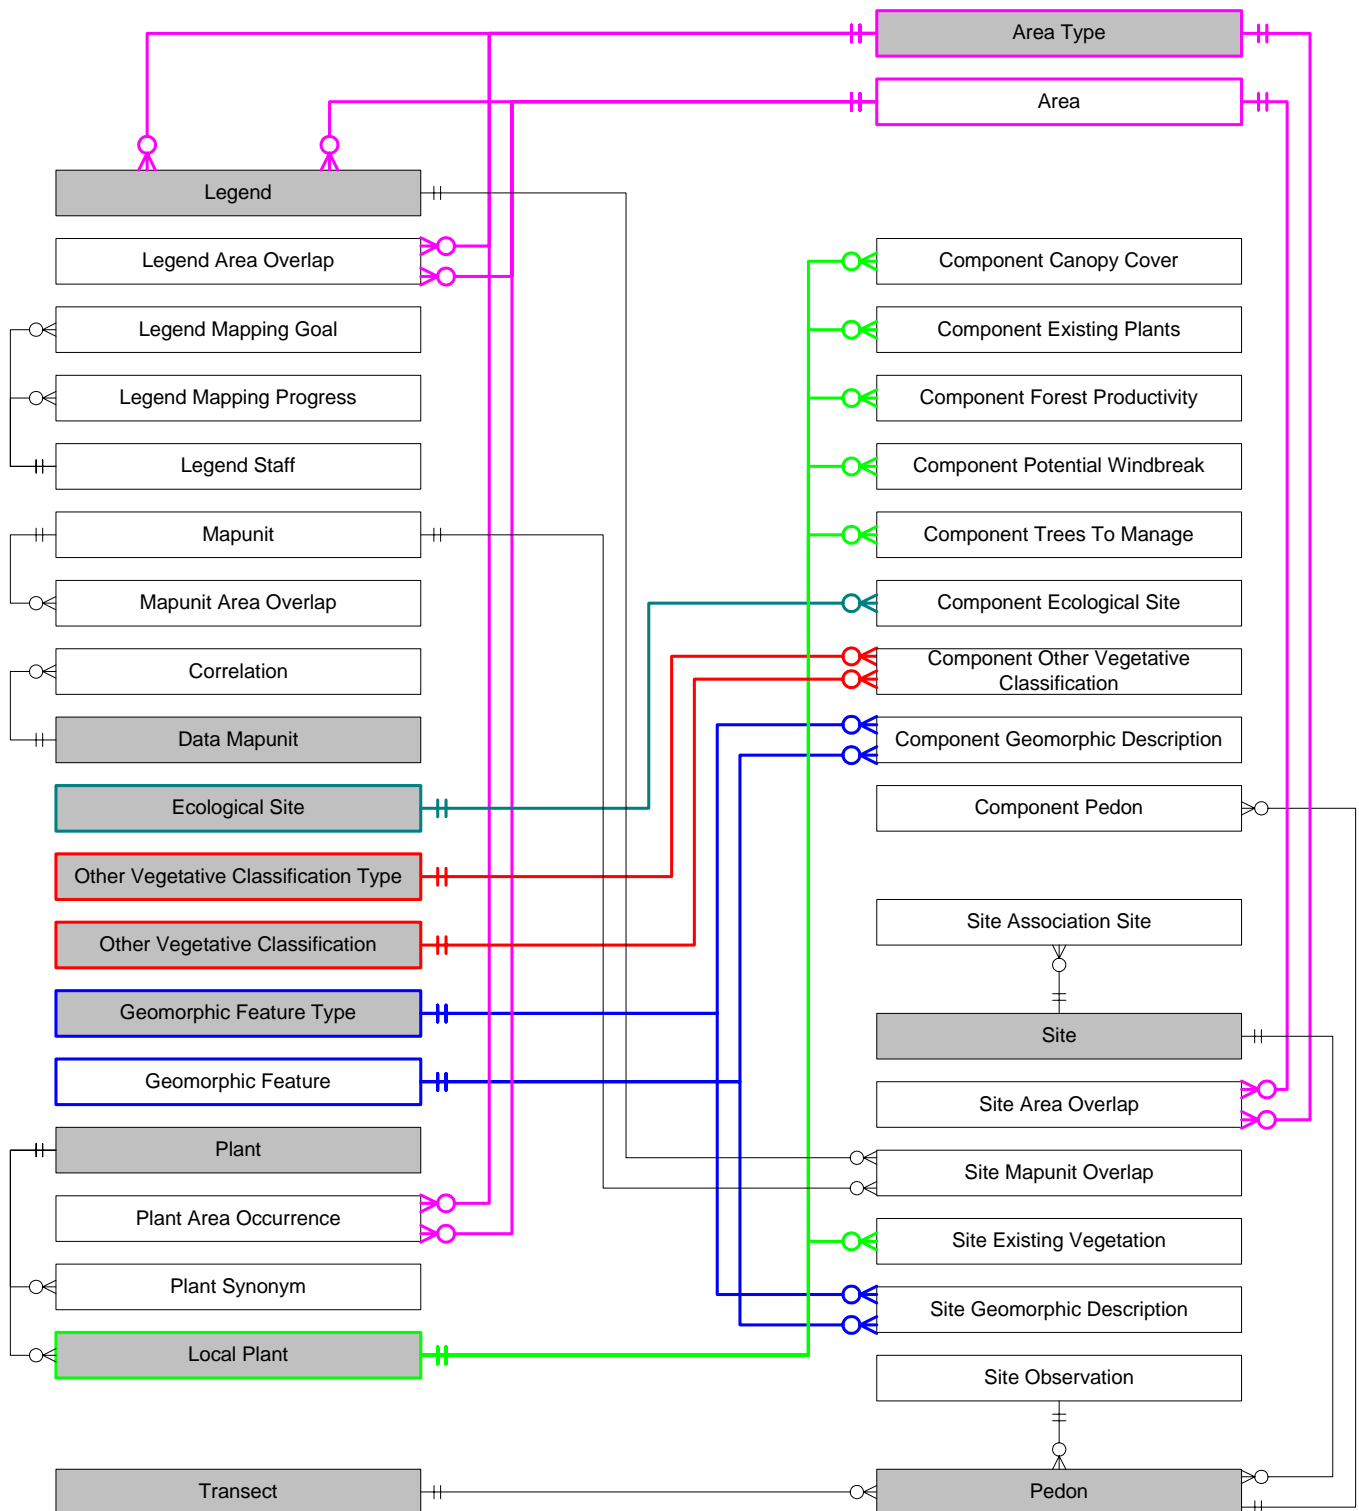 Area Type
Area
Legend
Legend Area Overlap
Component Canopy Cover
Legend Mapping Goal
Component Existing Plants
Legend Mapping Progress
Component Forest Productivity
Legend Staff
Component Potential Windbreak
Mapunit
Component Trees To Manage
Mapunit Area Overlap
Component Ecological Site
Correlation
Component Other Vegetative
Classification
Data Mapunit
Component Geomorphic Description
Ecological Site
Component Pedon
Other Vegetative Classification Type
Other Vegetative Classification
Site Association Site
Geomorphic Feature Type
Site
Geomorphic Feature
Site Area Overlap
Plant
Site Mapunit Overlap
Plant Area Occurrence
Site Existing Vegetation
Plant Synonym
Site Geomorphic Description
Local Plant
Site Observation
Transect
Pedon